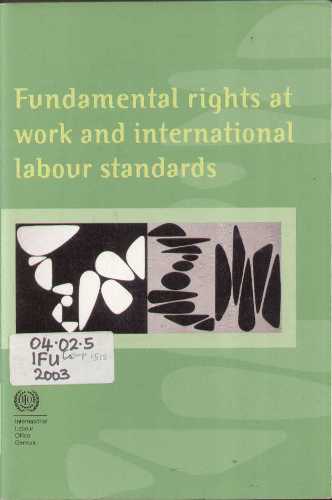 Fundamental rights at
work and international
labour standards
04.02.5
IFU
2003
International
Labour
Office
Geneva